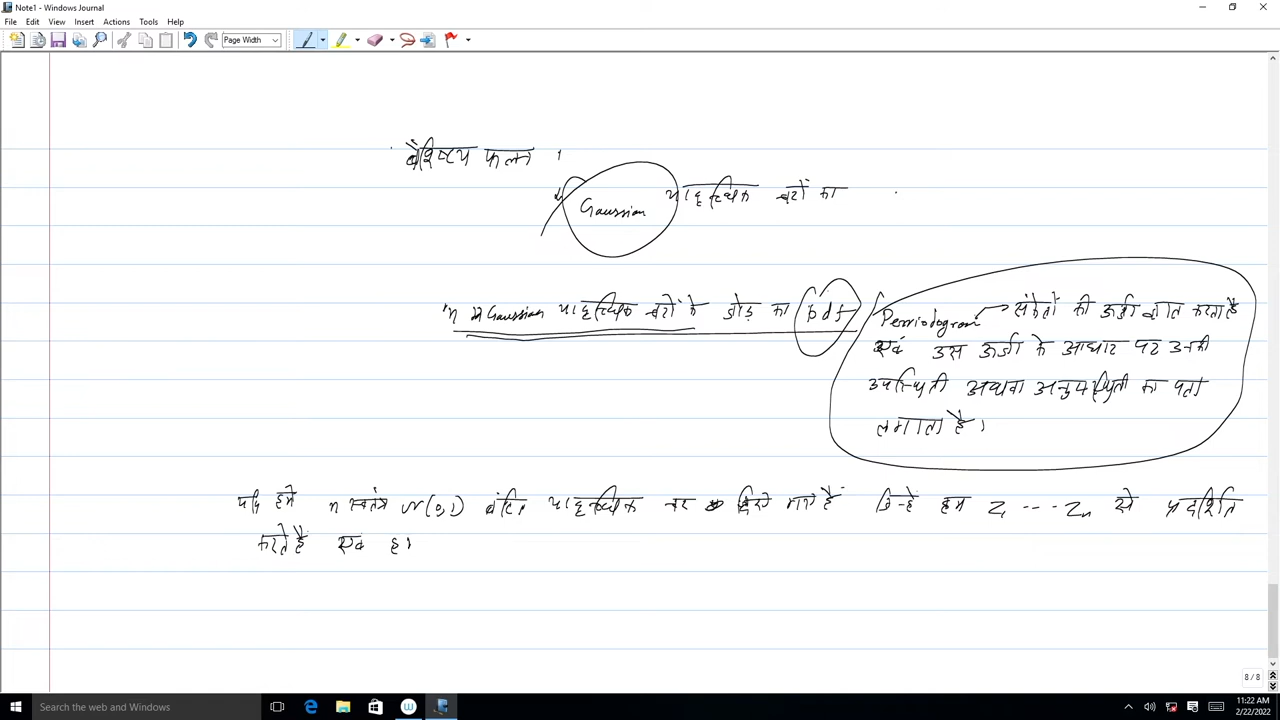 Note1 - Windows Journal
File Edit View Insert Actions Tools Help
Page Width
वैशिष्ट्य फलन ।
Gaussian यादृच्छिक चरों का
n Gaussian यादृच्छिक चरों के जोड़ का pdf
Perriodogram → संकेतों की ऊर्जा ज्ञात करता है
एवं उस ऊर्जा के आधार पर उनकी
उपस्थिती अथवा अनुपस्थिती का पता
लगाता है।
यदि हमें n स्वतंत्र N(0,1) बंटित यादृच्छिक चर दिये गये हैं जिन्हे हम Z₁ --- Zₙ से प्रदर्शित
करते है एवं
8 / 8
Search the web and Windows
11:22 AM
2/22/2022